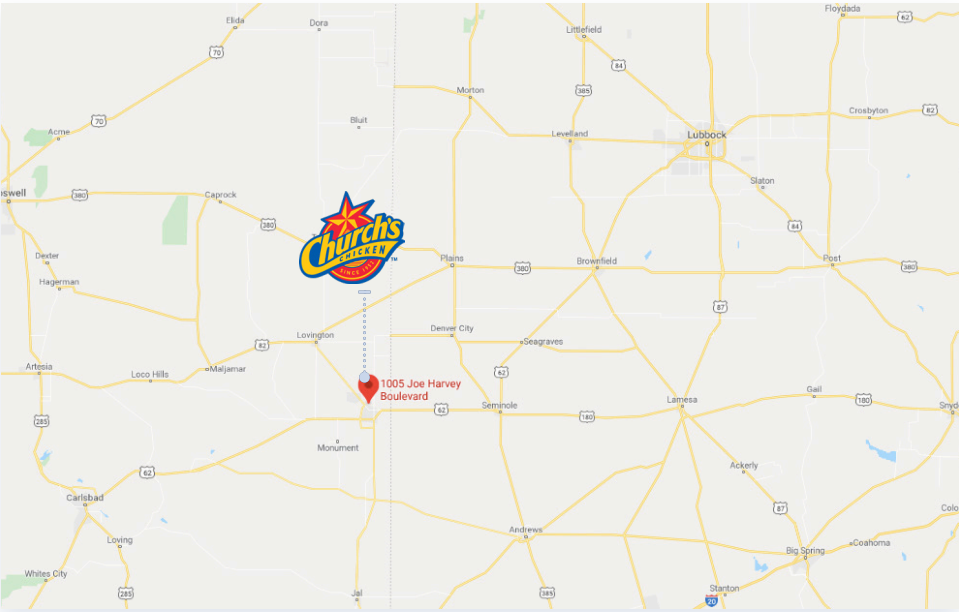 Elida
Dora
Floydada
62
Littlefield
70
84
385
Morton
Crosbyton
82
70
Bluit
Acme
Levelland
Lubbock
Slaton
swell
380
Caprock
380
84
Church's
CHICKEN
SINCE 1952
TM
Dexter
Plains
380
Brownfield
Post
380
Hagerman
87
Lovington
Denver City
82
Seagraves
Artesia
Loco Hills
Maljamar
62
1005 Joe Harvey
Boulevard
Gail
180
Lamesa
Seminole
62
180
Snyd
285
Monument
62
Ackerly
Carlsbad
87
Colo
Andrews
Loving
Big Spring
Coahoma
Whites City
285
Jal
385
Stanton
20